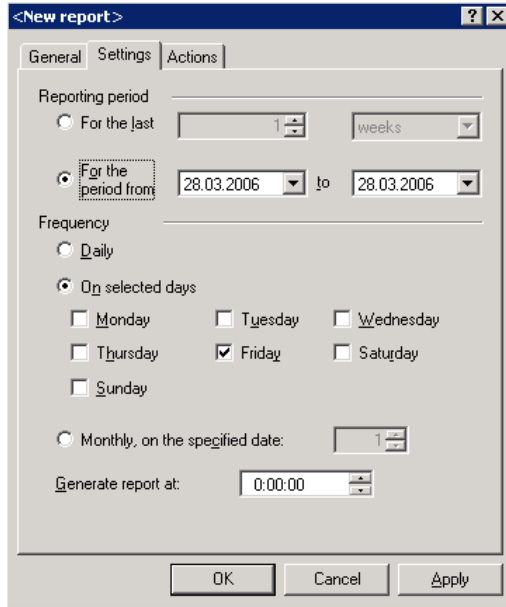 <New report>
General Settings Actions
Reporting period
For the last 1 weeks
For the
period from 28.03.2006 to 28.03.2006
Frequency
Daily
On selected days
Monday Tuesday Wednesday
Thursday Friday Saturday
Sunday
Monthly, on the specified date: 1
Generate report at: 0:00:00
OK Cancel Apply